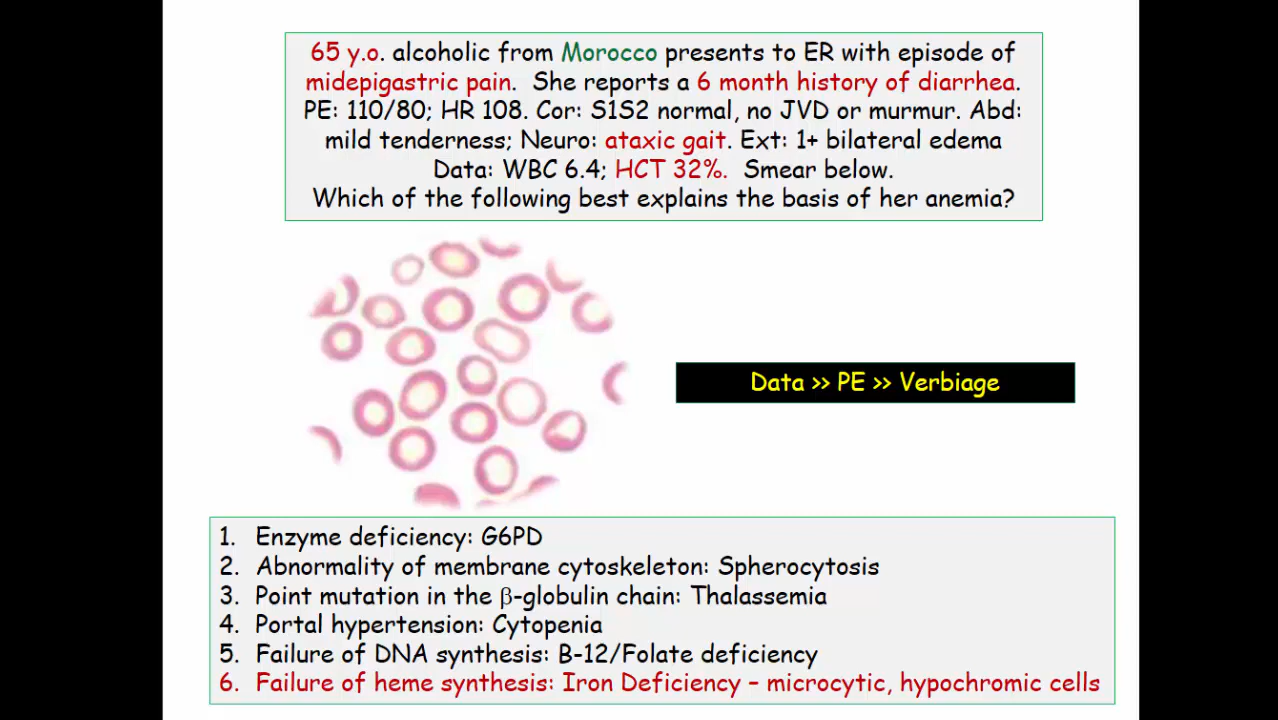 65 y.o. alcoholic from Morocco presents to ER with episode of
midepigastric pain. She reports a 6 month history of diarrhea.
PE: 110/80; HR 108. Cor: S1S2 normal, no JVD or murmur. Abd:
mild tenderness; Neuro: ataxic gait. Ext: 1+ bilateral edema
Data: WBC 6.4; HCT 32%. Smear below.
Which of the following best explains the basis of her anemia?
Data >> PE >> Verbiage
1. Enzyme deficiency: G6PD
2. Abnormality of membrane cytoskeleton: Spherocytosis
3. Point mutation in the β-globulin chain: Thalassemia
4. Portal hypertension: Cytopenia
5. Failure of DNA synthesis: B-12/Folate deficiency
6. Failure of heme synthesis: Iron Deficiency – microcytic, hypochromic cells